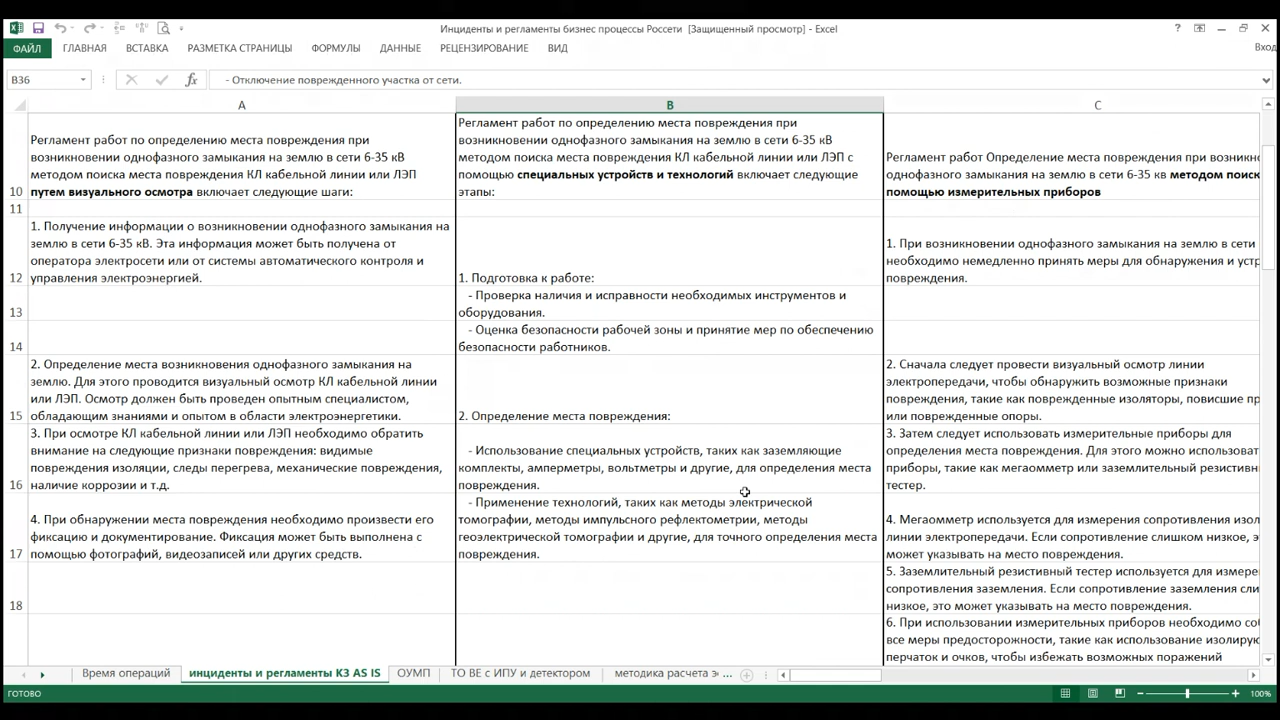 Инциденты и регламенты бизнес процессы Россети [Защищенный просмотр] - Excel
Вход
ФАЙЛ ГЛАВНАЯ ВСТАВКА РАЗМЕТКА СТРАНИЦЫ ФОРМУЛЫ ДАННЫЕ РЕЦЕНЗИРОВАНИЕ ВИД
B36 fx - Отключение поврежденного участка от сети.
A B C
10
Регламент работ по определению места повреждения при
возникновении однофазного замыкания на землю в сети 6-35 кВ
методом поиска места повреждения КЛ кабельной линии или ЛЭП
путем визуального осмотра включает следующие шаги:
Регламент работ по определению места повреждения при
возникновении однофазного замыкания на землю в сети 6-35 кВ
методом поиска места повреждения КЛ кабельной линии или ЛЭП с
помощью специальных устройств и технологий включает следующие
этапы:
Регламент работ Определение места повреждения при возникно
однофазного замыкания на землю в сети 6-35 кв методом поиск
помощью измерительных приборов
11
12
1. Получение информации о возникновении однофазного замыкания на
землю в сети 6-35 кВ. Эта информация может быть получена от
оператора электросети или от системы автоматического контроля и
управления электроэнергией.
1. Подготовка к работе:
1. При возникновении однофазного замыкания на землю в сети
необходимо немедленно принять меры для обнаружения и устр
повреждения.
13
- Проверка наличия и исправности необходимых инструментов и
оборудования.
14
- Оценка безопасности рабочей зоны и принятие мер по обеспечению
безопасности работников.
15
2. Определение места возникновения однофазного замыкания на
землю. Для этого проводится визуальный осмотр КЛ кабельной линии
или ЛЭП. Осмотр должен быть проведен опытным специалистом,
обладающим знаниями и опытом в области электроэнергетики.
2. Определение места повреждения:
2. Сначала следует провести визуальный осмотр линии
электропередачи, чтобы обнаружить возможные признаки
повреждения, такие как поврежденные изоляторы, повисшие пр
или поврежденные опоры.
16
3. При осмотре КЛ кабельной линии или ЛЭП необходимо обратить
внимание на следующие признаки повреждения: видимые
повреждения изоляции, следы перегрева, механические повреждения,
наличие коррозии и т.д.
- Использование специальных устройств, таких как заземляющие
комплекты, амперметры, вольтметры и другие, для определения места
повреждения.
3. Затем следует использовать измерительные приборы для
определения места повреждения. Для этого можно использоват
приборы, такие как мегаомметр или заземлительный резистивн
тестер.
17
4. При обнаружении места повреждения необходимо произвести его
фиксацию и документирование. Фиксация может быть выполнена с
помощью фотографий, видеозаписей или других средств.
- Применение технологий, таких как методы электрической
томографии, методы импульсного рефлектометрии, методы
геоэлектрической томографии и другие, для точного определения места
повреждения.
4. Мегаомметр используется для измерения сопротивления изол
линии электропередачи. Если сопротивление слишком низкое, э
может указывать на место повреждения.
18
5. Заземлительный резистивный тестер используется для измере
сопротивления заземления. Если сопротивление заземления сли
низкое, это может указывать на место повреждения.
6. При использовании измерительных приборов необходимо соб
все меры предосторожности, такие как использование изолирую
перчаток и очков, чтобы избежать возможных поражений
Время операций инциденты и регламенты КЗ AS IS ОУМП ТО ВЕ с ИПУ и детектором методика расчета э ...
ГОТОВО 100%